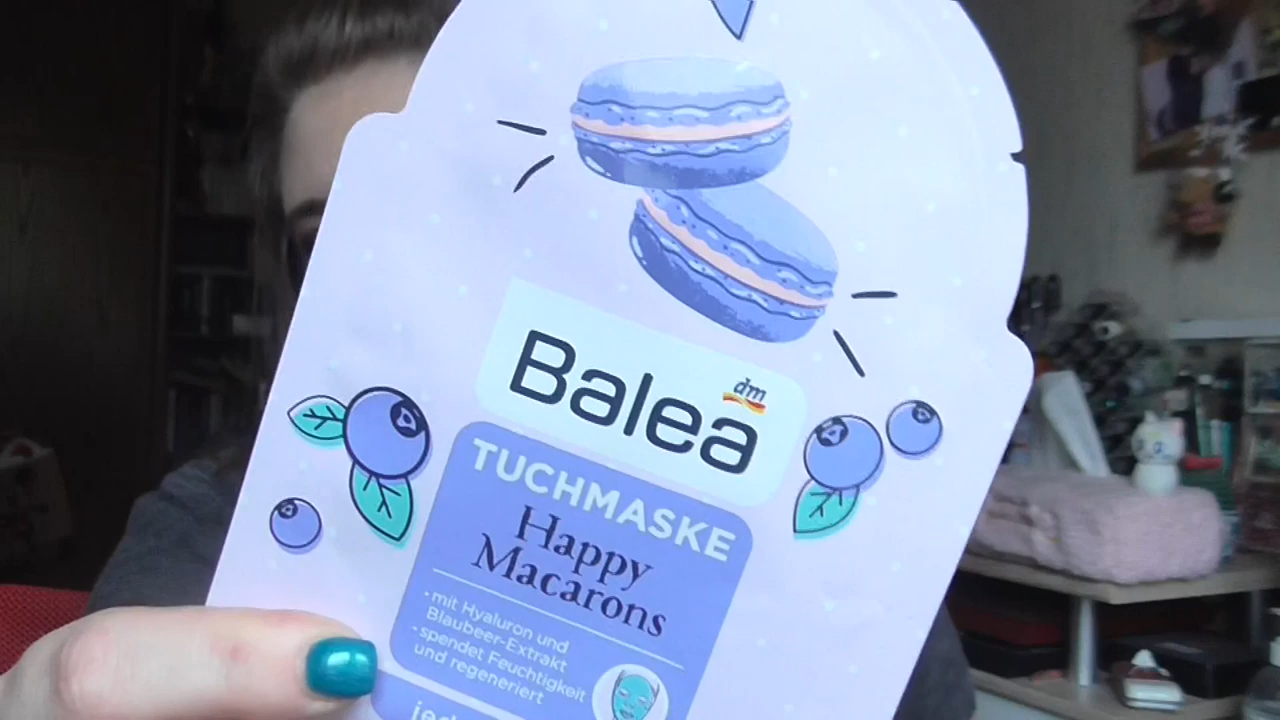 Balea
dm
TUCHMASKE
Happy
Macarons
• mit Hyaluron und
Blaubeer-Extrakt
• spendet Feuchtigkeit
und regeneriert